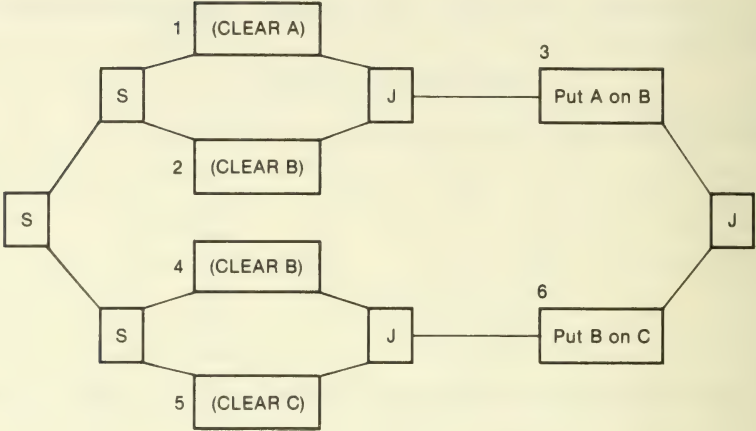 1 (CLEAR A)
3
S J Put A on B
2 (CLEAR B)
S J
4 (CLEAR B)
6
S J Put B on C
5 (CLEAR C)